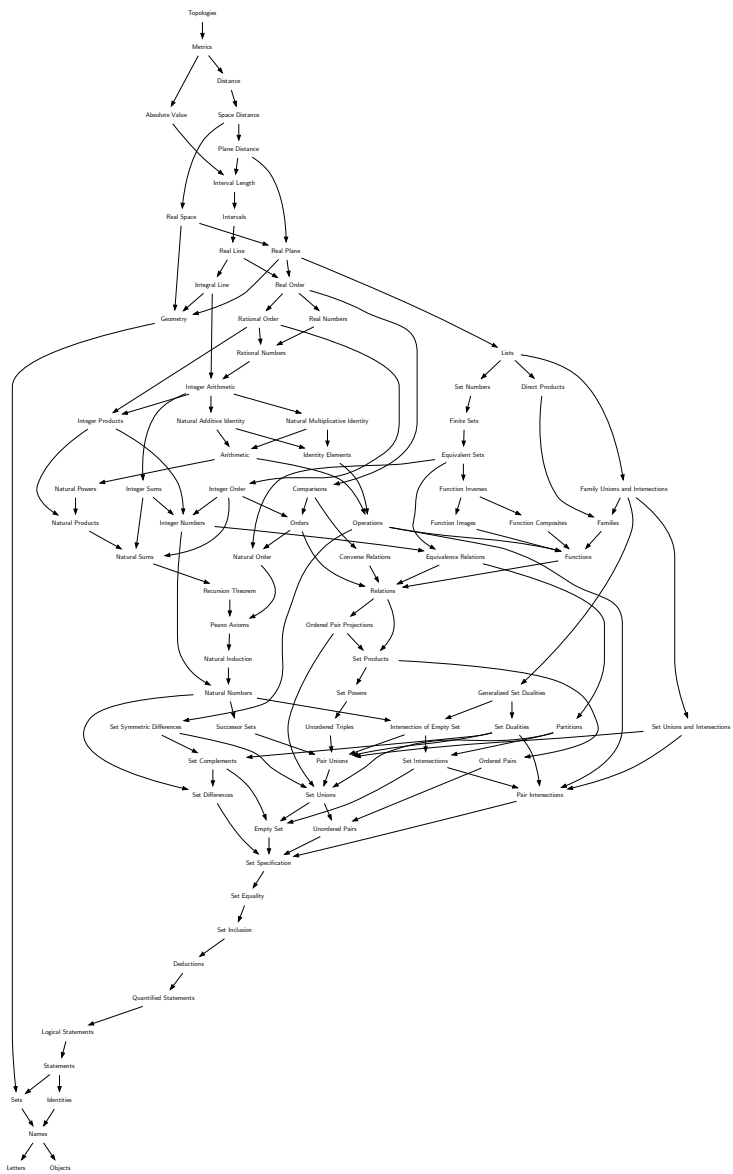 Topologies
Metrics
Distance
Absolute Value
Space Distance
Plane Distance
Interval Length
Real Space
Intervals
Real Line
Real Plane
Integral Line
Real Order
Geometry
Rational Order
Real Numbers
Rational Numbers
Lists
Integer Arithmetic
Set Numbers
Direct Products
Integer Products
Natural Additive Identity
Natural Multiplicative Identity
Finite Sets
Arithmetic
Identity Elements
Equivalent Sets
Natural Powers
Integer Sums
Integer Order
Comparisons
Function Inverses
Family Unions and Intersections
Natural Products
Integer Numbers
Orders
Operations
Function Images
Function Composites
Families
Natural Sums
Natural Order
Converse Relations
Equivalence Relations
Functions
Recursion Theorem
Relations
Peano Axioms
Ordered Pair Projections
Natural Induction
Set Products
Natural Numbers
Set Powers
Generalized Set Dualities
Set Symmetric Differences
Successor Sets
Unordered Triples
Intersection of Empty Set
Set Dualities
Partitions
Set Unions and Intersections
Set Complements
Pair Unions
Set Intersections
Ordered Pairs
Set Differences
Set Unions
Pair Intersections
Empty Set
Unordered Pairs
Set Specification
Set Equality
Set Inclusion
Deductions
Quantified Statements
Logical Statements
Statements
Sets
Identities
Names
Letters
Objects